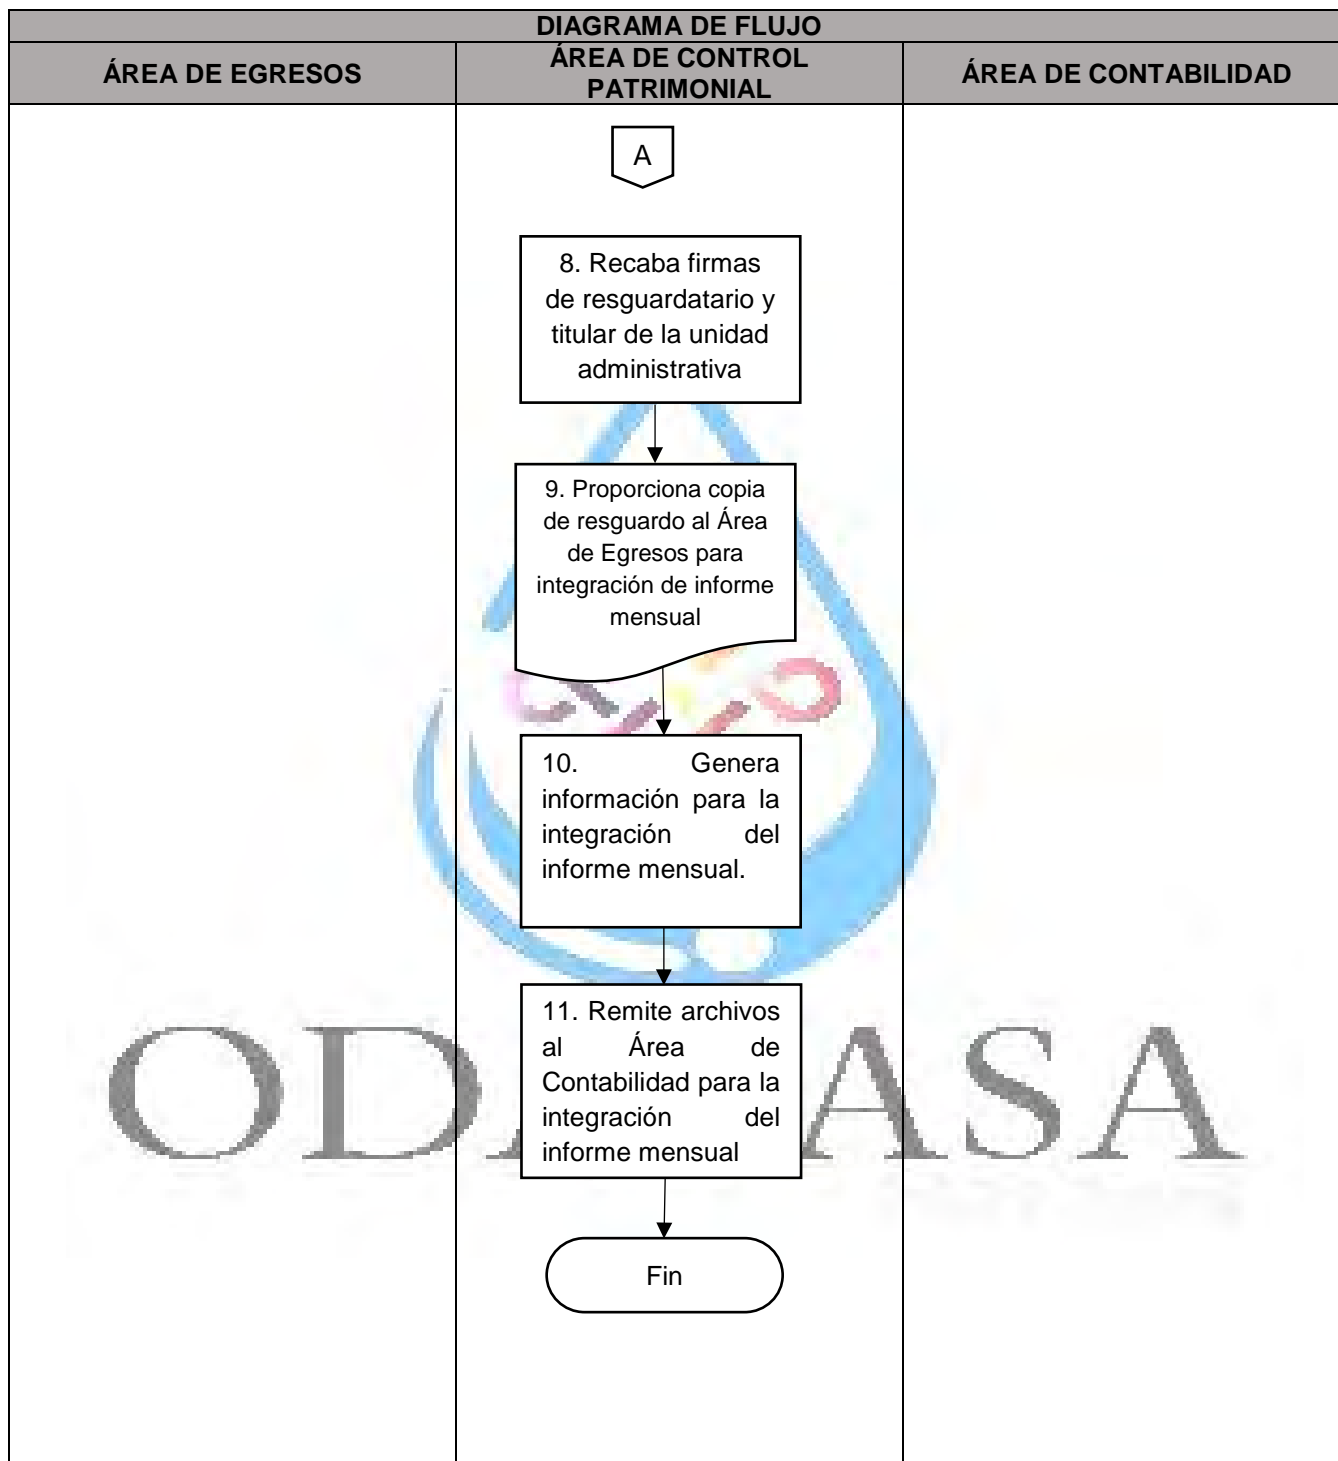 DIAGRAMA DE FLUJO
ÁREA DE EGRESOS
ÁREA DE CONTROL
PATRIMONIAL
ÁREA DE CONTABILIDAD
A
8. Recaba firmas
de resguardatario y
titular de la unidad
administrativa
9. Proporciona copia
de resguardo al Área
de Egresos para
integración de informe
mensual
10. Genera
información para la
integración del
informe mensual.
11. Remite archivos
al Área de
Contabilidad para la
integración del
informe mensual
Fin